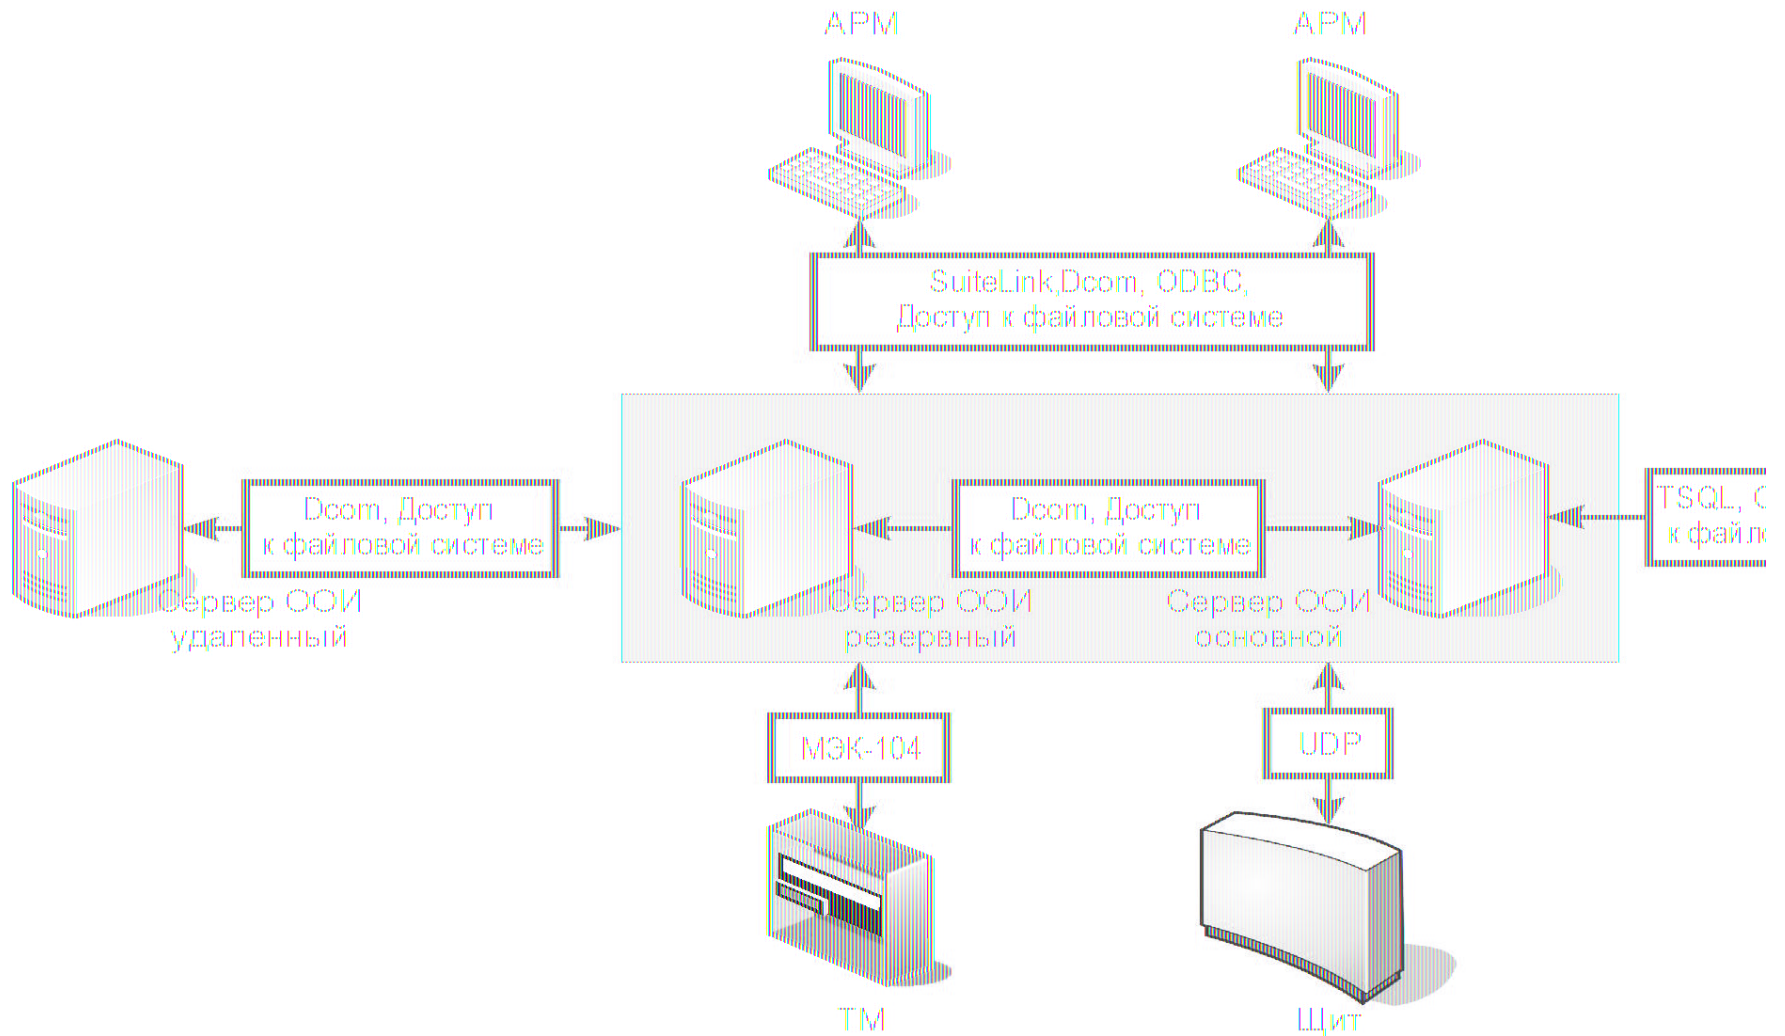 АРМ
АРМ
SuiteLink,Dcom, ODBC,
Доступ к файловой системе
Dcom, Доступ
к файловой системе
Dcom, Доступ
к файловой системе
TSQL,
к
Сервер ООИ
удаленный
Сервер ООИ
резервный
Сервер ООИ
основной
МЭК-104
UDP
ТМ
Щит